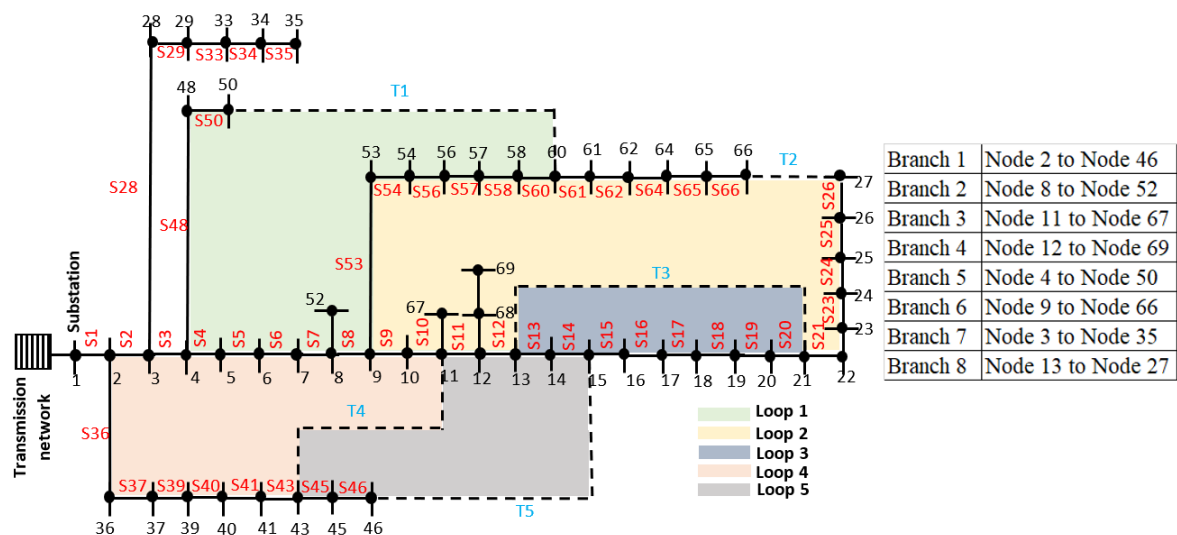 28 29 33 34 35
S29 S33 S34 S35
48 50
S50
T1
S28
S48
53 54 56 57 58 60 61 62 64 65 66
T2
27
S54 S56 S57 S58 S60 S61 S62 S64 S65 S66
S26
26
S25
25
S24
24
S23
23
S53
69
T3
52
67
68
Substation
S1 S2 S3 S4 S5 S6 S7 S8 S9 S10 S11 S12 S13 S14 S15 S16 S17 S18 S19 S20 S21
1 2 3 4 5 6 7 8 9 10 11 12 13 14 15 16 17 18 19 20 21 22
Transmission
network
T4
S36
S37 S39 S40 S41 S43 S45 S46
T5
36 37 39 40 41 43 45 46
Loop 1
Loop 2
Loop 3
Loop 4
Loop 5
Branch 1 Node 2 to Node 46
Branch 2 Node 8 to Node 52
Branch 3 Node 11 to Node 67
Branch 4 Node 12 to Node 69
Branch 5 Node 4 to Node 50
Branch 6 Node 9 to Node 66
Branch 7 Node 3 to Node 35
Branch 8 Node 13 to Node 27